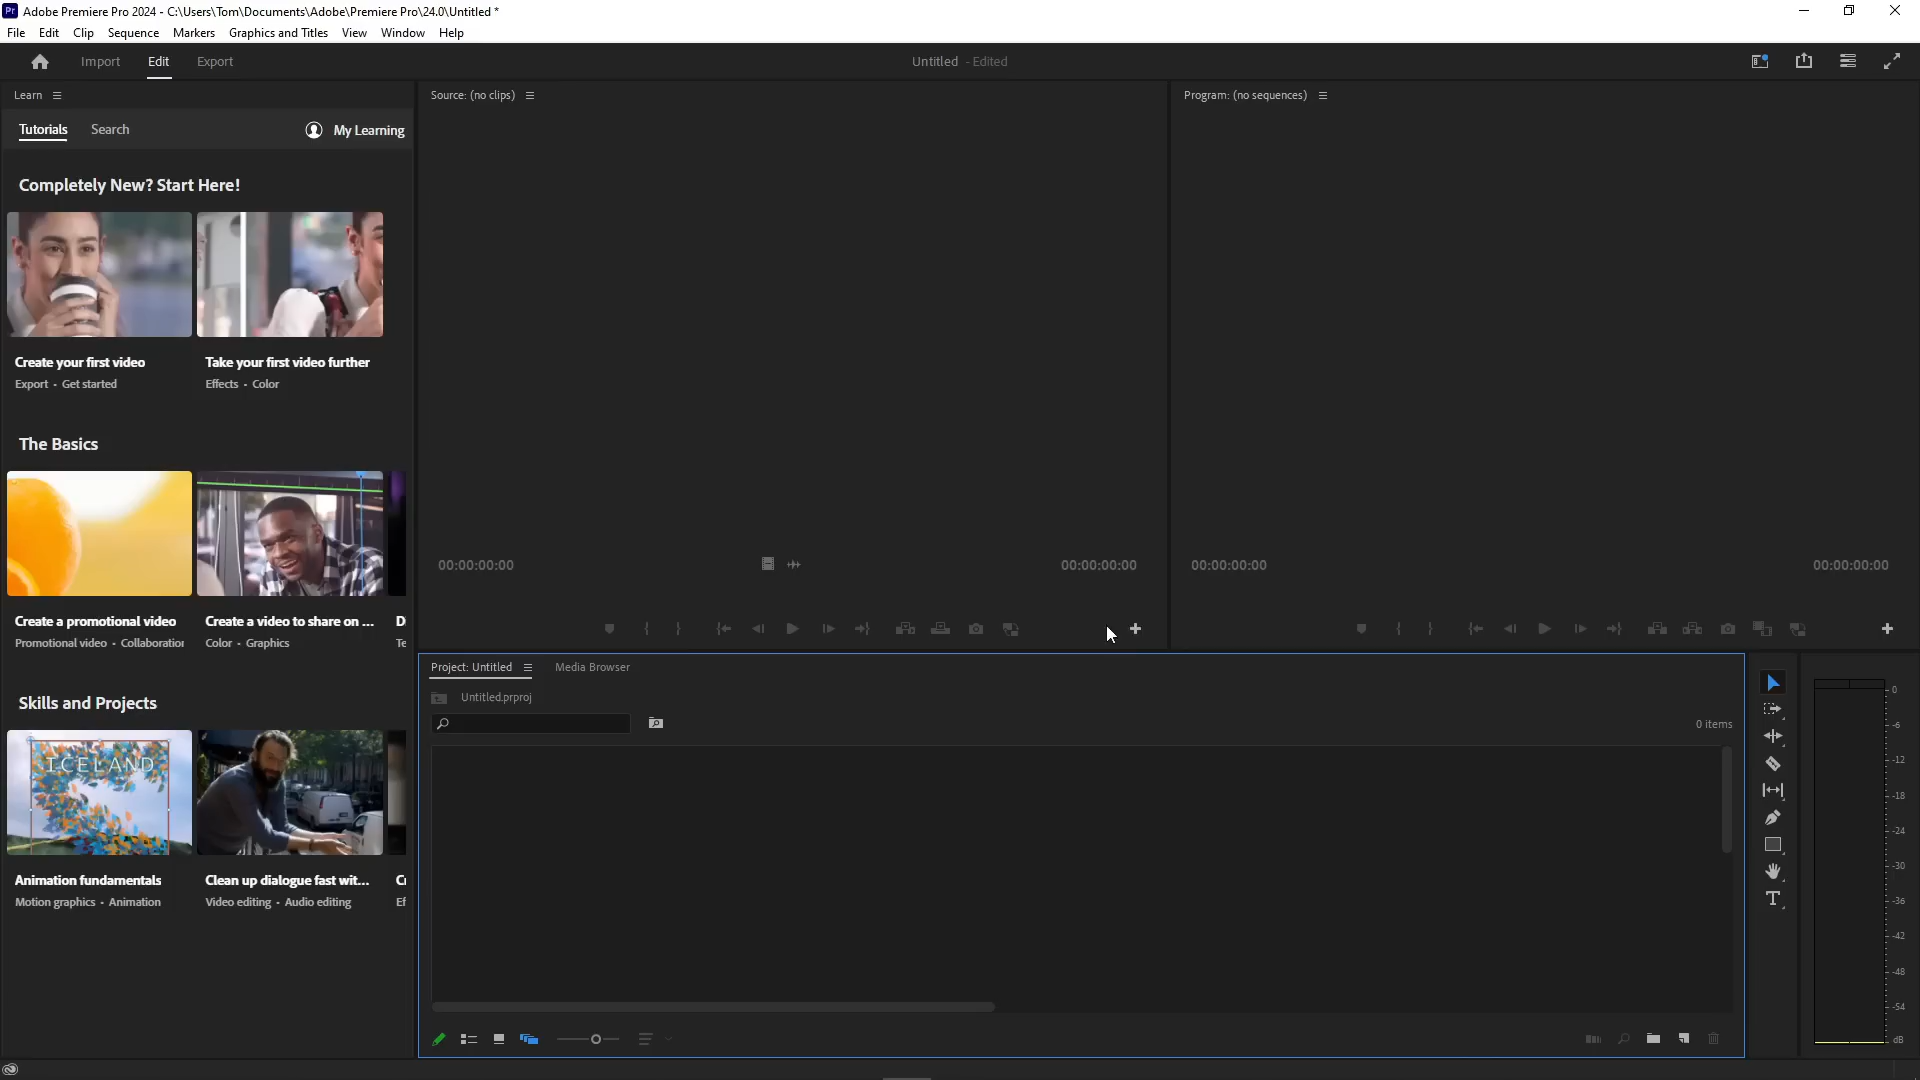 Pr Adobe Premiere Pro 2024 - C:\Users\Tom\Documents\Adobe\Premiere Pro\24.0\Untitled *
File Edit Clip Sequence Markers Graphics and Titles View Window Help
Import Edit Export Untitled - Edited
Learn Source: (no clips) Program: (no sequences)
Tutorials Search My Learning
Completely New? Start Here!
Create your first video Take your first video further
Export • Get started Effects • Color
The Basics
00:00:00:00 00:00:00:00 00:00:00:00 00:00:00:00
Create a promotional video Create a video to share on ... D
Promotional video • Collaboration Color • Graphics Te
Project: Untitled Media Browser
Untitled.prproj
0 items
Skills and Projects
ICELAND
Animation fundamentals Clean up dialogue fast wit... Cr
Motion graphics • Animation Video editing • Audio editing Ef
0
-6
-12
-18
-24
-30
-36
-42
-48
-54
dB